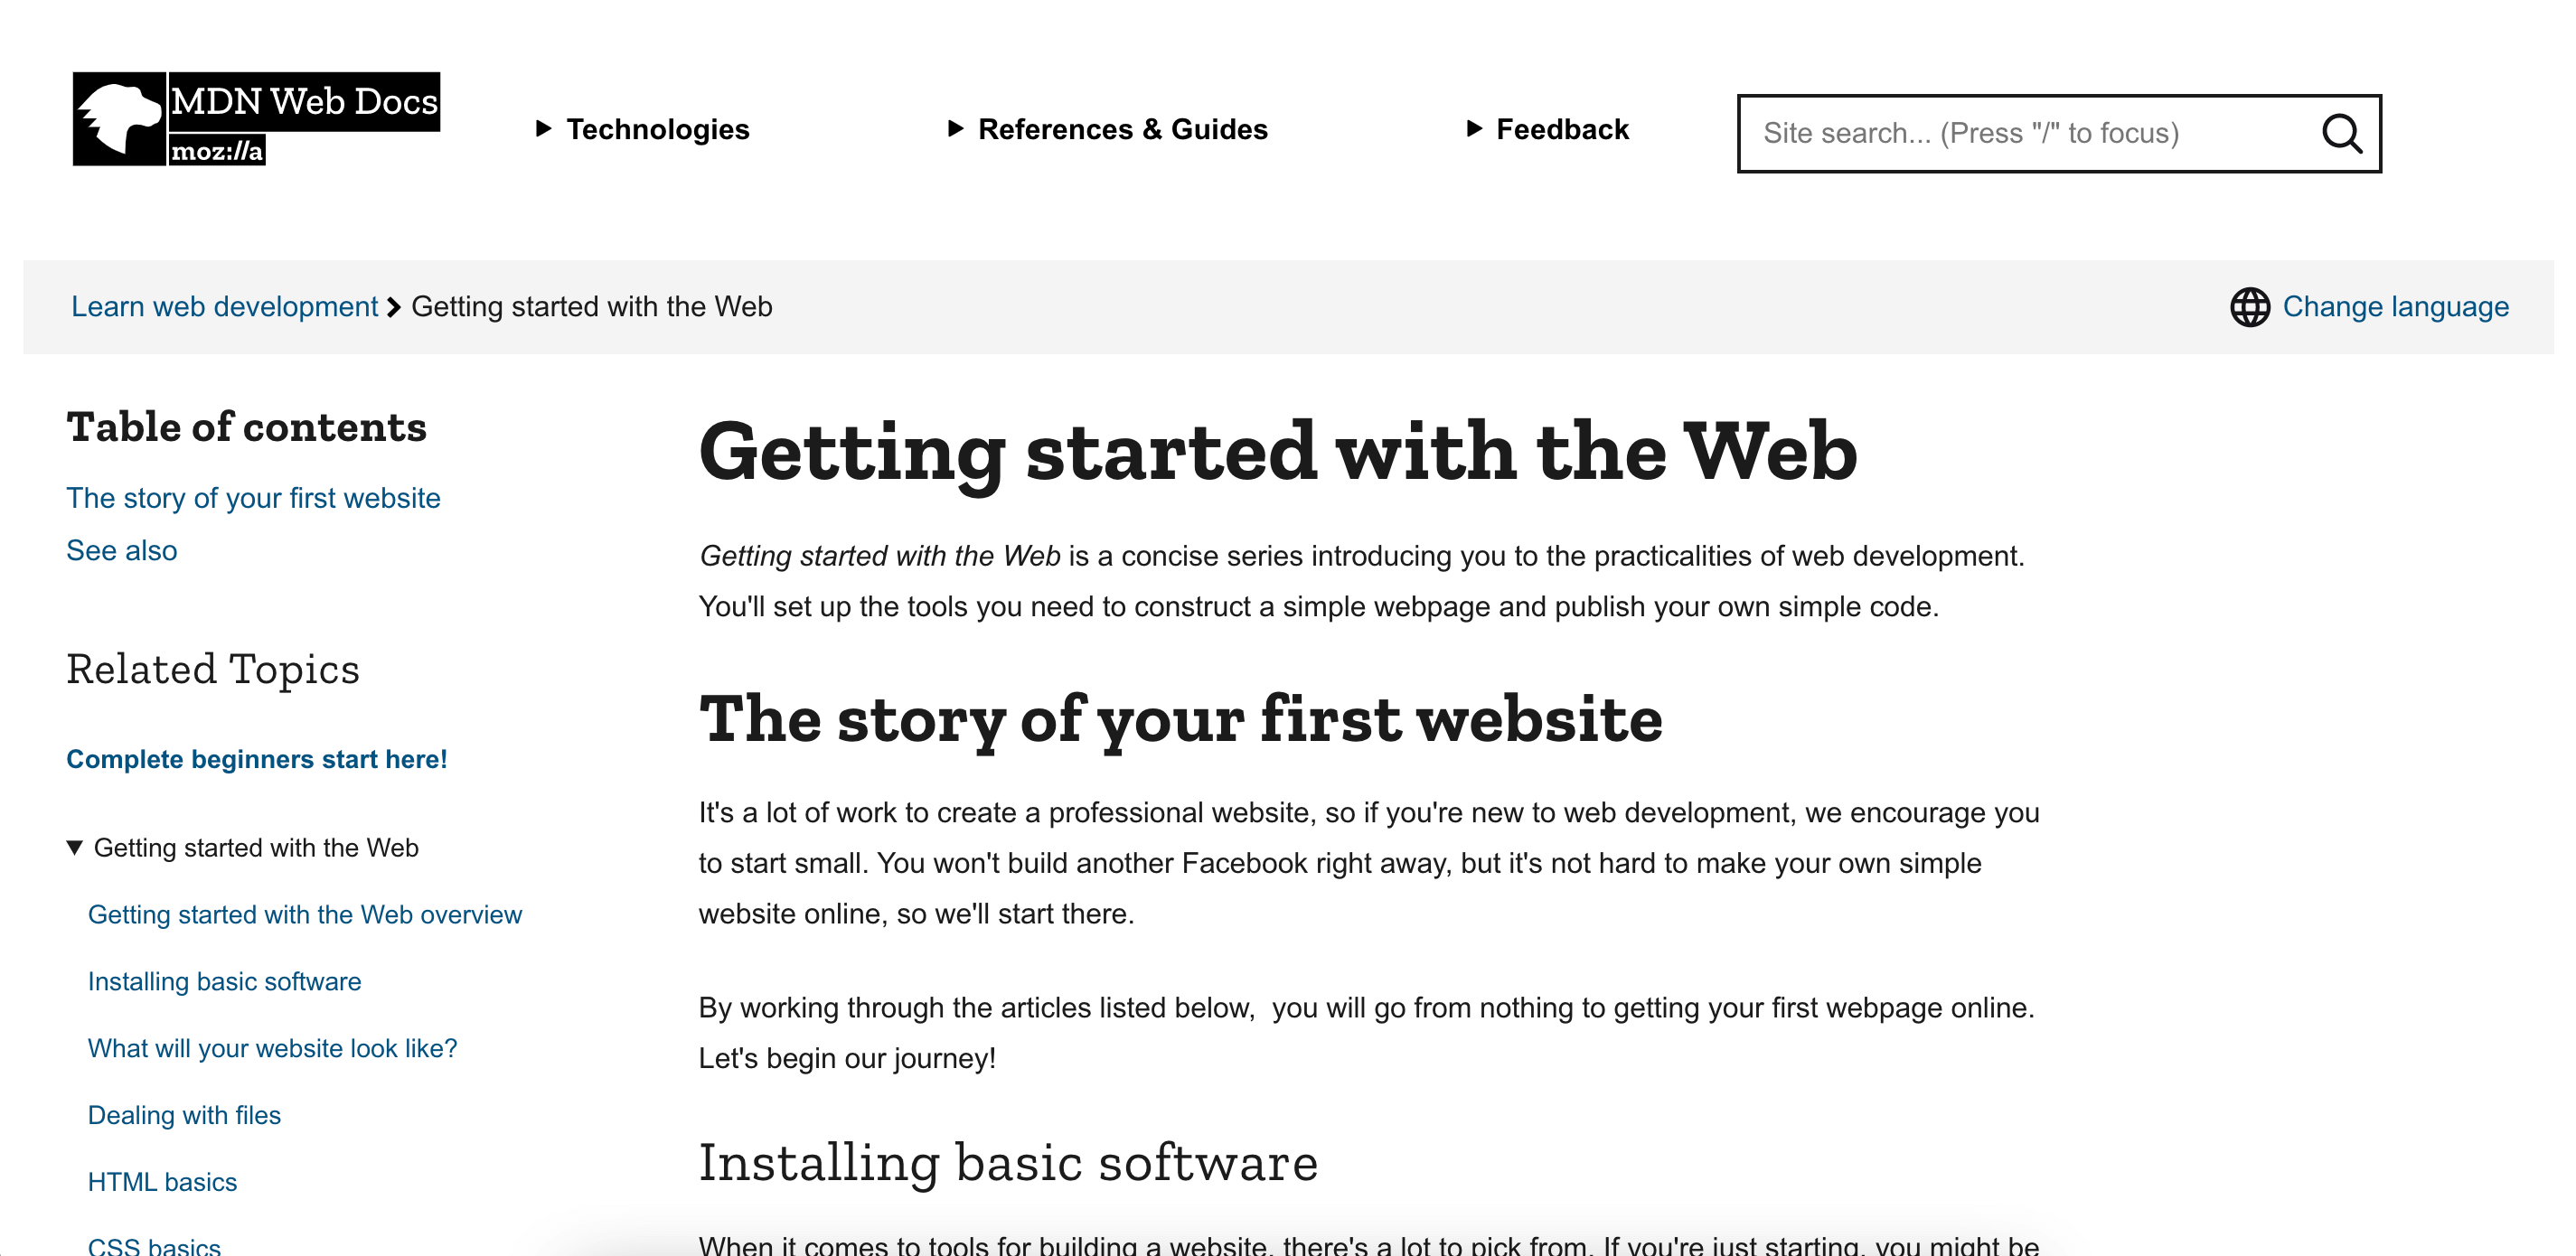 MDN Web Docs
moz://a
Technologies
References & Guides
Feedback
Site search... (Press "/" to focus)
Learn web development
Getting started with the Web
Change language
Table of contents
The story of your first website
See also
Related Topics
Complete beginners start here!
Getting started with the Web
Getting started with the Web overview
Installing basic software
What will your website look like?
Dealing with files
HTML basics
CSS basics
Getting started with the Web
Getting started with the Web is a concise series introducing you to the practicalities of web development.
You'll set up the tools you need to construct a simple webpage and publish your own simple code.
The story of your first website
It's a lot of work to create a professional website, so if you're new to web development, we encourage you
to start small. You won't build another Facebook right away, but it's not hard to make your own simple
website online, so we'll start there.
By working through the articles listed below,  you will go from nothing to getting your first webpage online.
Let's begin our journey!
Installing basic software
When it comes to tools for building a website, there's a lot to pick from. If you're just starting, you might be